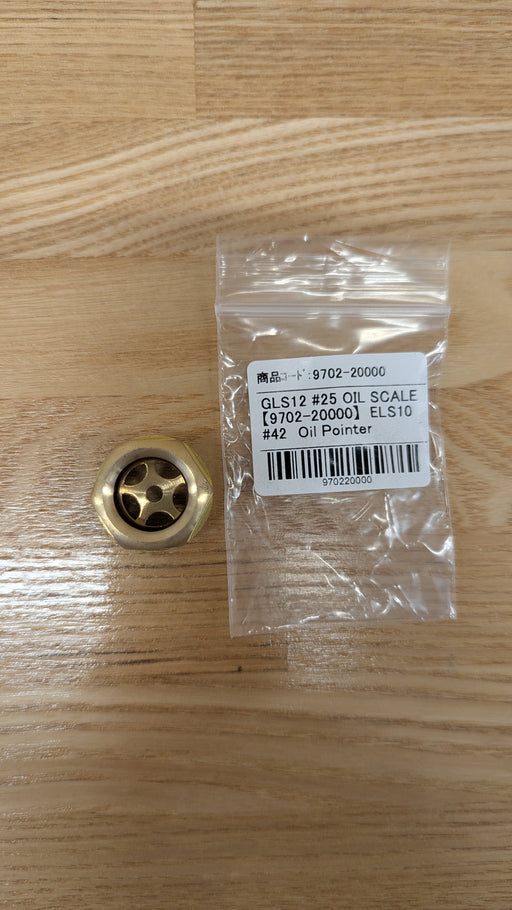 商品ｺｰﾄﾞ:9702-20000
GLS12 #25 OIL SCALE
【9702-20000】 ELS10
#42 Oil Pointer
970220000